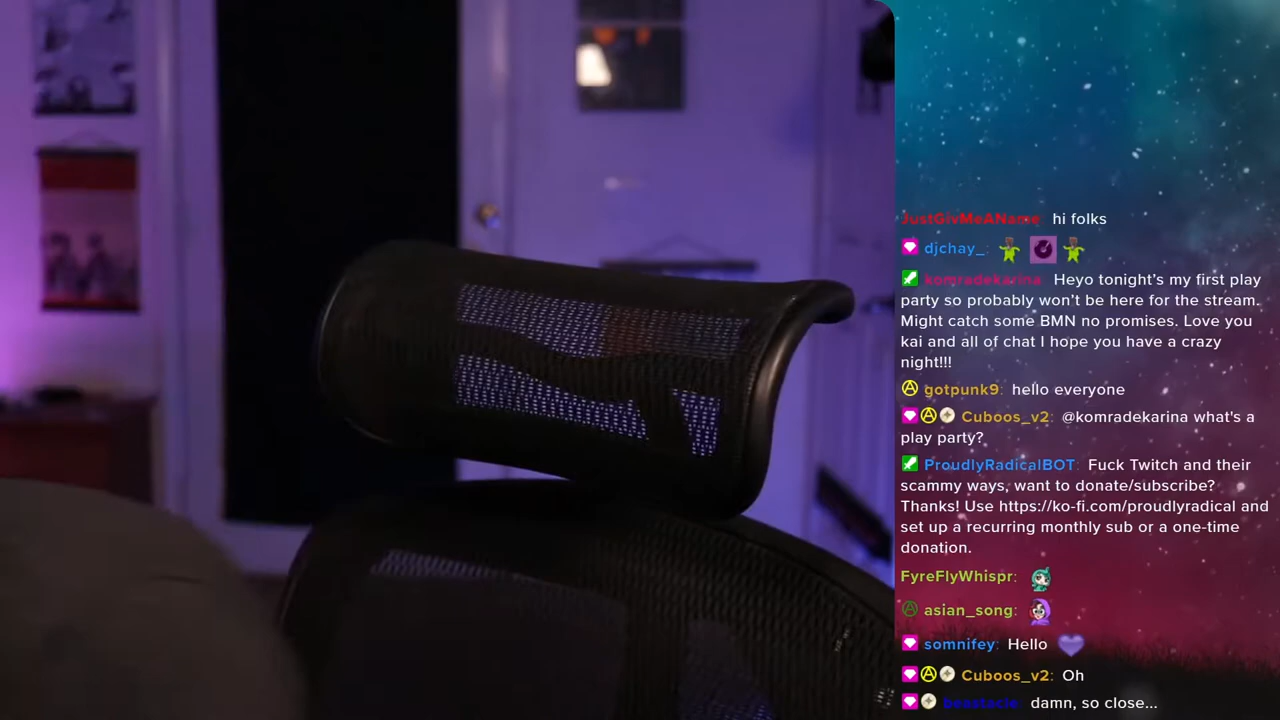 JustGivMeAName: hi folks
djchay_:
komradekarina Heyo tonight's my first play
party so probably won't be here for the stream.
Might catch some BMN no promises. Love you
kai and all of chat I hope you have a crazy
night!!!
gotpunk9: hello everyone
Cuboos_v2: @komradekarina what's a
play party?
ProudlyRadicalBOT: Fuck Twitch and their
scammy ways, want to donate/subscribe?
Thanks! Use https://ko-fi.com/proudlyradical and
set up a recurring monthly sub or a one-time
donation.
FyreFlyWhispr:
asian_song:
somnifey: Hello
Cuboos_v2: Oh
beastacle damn, so close...